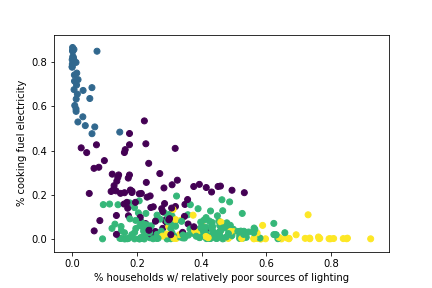 % cooking fuel electricity
0.8
0.6
0.4
0.2
0.0
0.0 0.2 0.4 0.6 0.8
% households w/ relatively poor sources of lighting